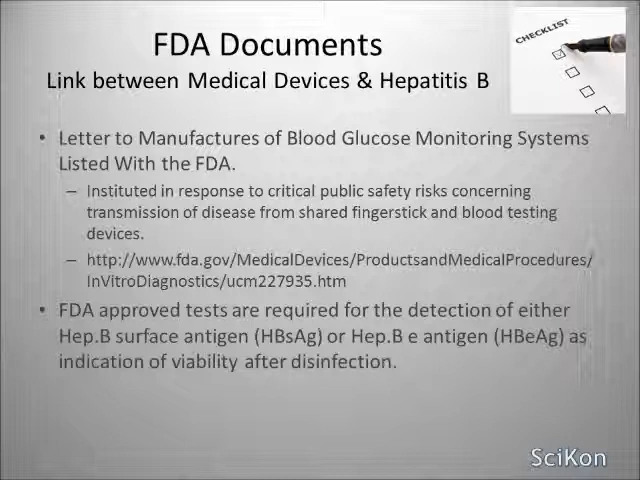 FDA Documents
Link between Medical Devices & Hepatitis B
CHECKLIST
• Letter to Manufactures of Blood Glucose Monitoring Systems
Listed With the FDA.
– Instituted in response to critical public safety risks concerning
transmission of disease from shared fingerstick and blood testing
devices.
– http://www.fda.gov/MedicalDevices/ProductsandMedicalProcedures/
InVitroDiagnostics/ucm227935.htm
• FDA approved tests are required for the detection of either
Hep.B surface antigen (HBsAg) or Hep.B e antigen (HBeAg) as
indication of viability after disinfection.
SciKon